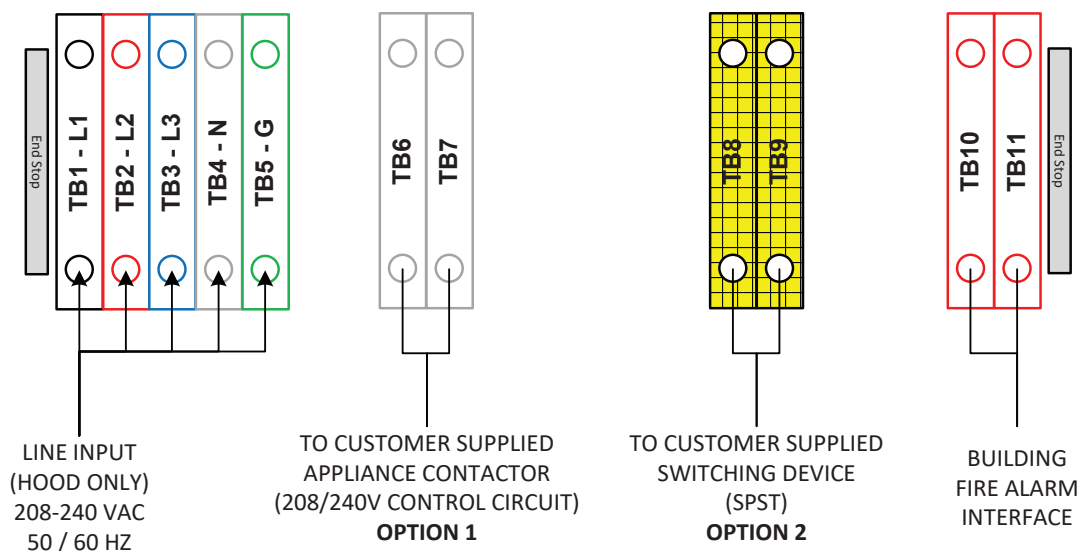 End Stop
TB1 - L1
TB2 - L2
TB3 - L3
TB4 - N
TB5 - G
TB6
TB7
TB8
TB9
TB10
TB11
End Stop
LINE INPUT
(HOOD ONLY)
208-240 VAC
50 / 60 HZ
TO CUSTOMER SUPPLIED
APPLIANCE CONTACTOR
(208/240V CONTROL CIRCUIT)
OPTION 1
TO CUSTOMER SUPPLIED
SWITCHING DEVICE
(SPST)
OPTION 2
BUILDING
FIRE ALARM
INTERFACE